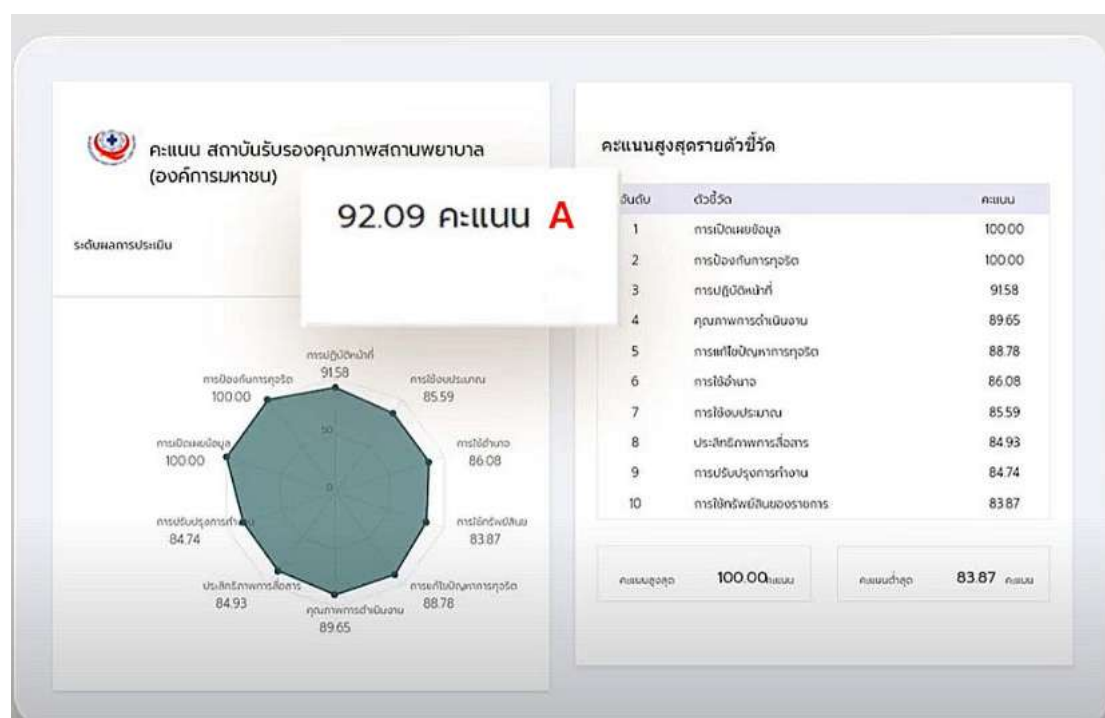 คะแนน สถาบันรับรองคุณภาพสถานพยาบาล
(องค์การมหาชน)
92.09 คะแนน A
ระดับผลการประเมิน
การปฏิบัติหน้าที่
91.58
การป้องกันการทุจริต
100.00
การใช้งบประมาณ
85.59
50
การเปิดเผยข้อมูล
100.00
การใช้อำนาจ
86.08
0
การปรับปรุงการทำงาน
84.74
การใช้ทรัพย์สินข
83.87
ประสิทธิภาพการสื่อสาร
84.93
การแก้ไขปัญหาการทุจริต
88.78
คุณภาพการดำเนินงาน
89.65
คะแนนสูงสุดรายตัวชี้วัด
อันดับ ตัวชี้วัด คะแนน
1 การเปิดเผยข้อมูล 100.00
2 การป้องกันการทุจริต 100.00
3 การปฏิบัติหน้าที่ 91.58
4 คุณภาพการดำเนินงาน 89.65
5 การแก้ไขปัญหาการทุจริต 88.78
6 การใช้อำนาจ 86.08
7 การใช้งบประมาณ 85.59
8 ประสิทธิภาพการสื่อสาร 84.93
9 การปรับปรุงการทำงาน 84.74
10 การใช้ทรัพย์สินของราชการ 83.87
คะแนนสูงสุด 100.00 คะแนน คะแนนต่ำสุด 83.87 คะแนน